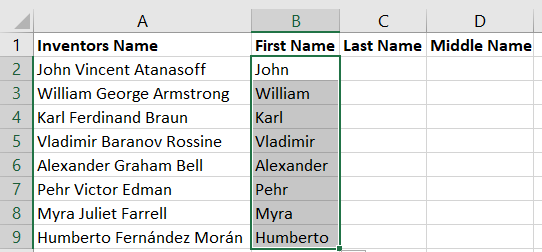 A B C D
1 Inventors Name First Name Last Name Middle Name
2 John Vincent Atanasoff John
3 William George Armstrong William
4 Karl Ferdinand Braun Karl
5 Vladimir Baranov Rossine Vladimir
6 Alexander Graham Bell Alexander
7 Pehr Victor Edman Pehr
8 Myra Juliet Farrell Myra
9 Humberto Fernández Morán Humberto